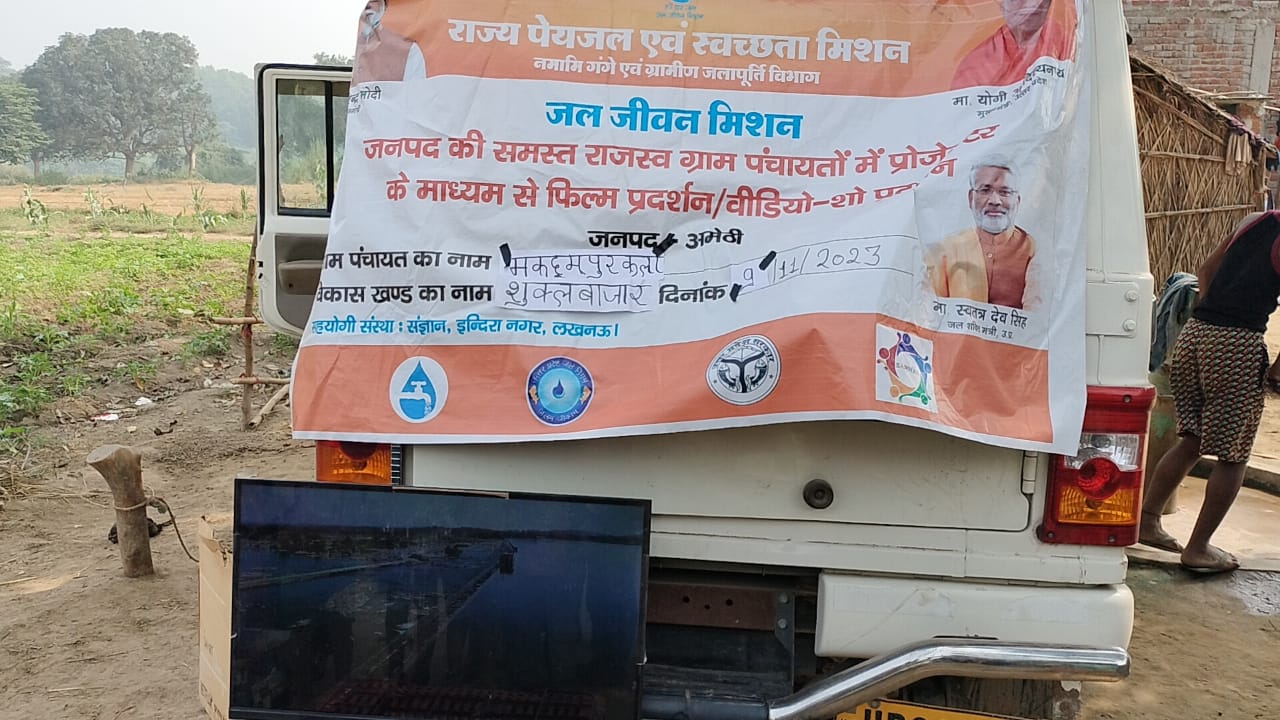 राज्य पेयजल एवं स्वच्छता मिशन
नमामि गंगे एवं ग्रामीण जलापूर्ति विभाग
मोदी
मा. योगी
जल जीवन मिशन
जनपद की समस्त राजस्व ग्राम पंचायतों में
के माध्यम से फिल्म प्रदर्शन/वीडियो-शो
जनपद - अमेठी
पंचायत का नाम मकदुमपुरकलां
विकास खण्ड का नाम शुक्लबाजार दिनांक 9/11/2023
सहयोगी संस्था : संज्ञान, इन्दिरा नगर, लखनऊ।
मा. स्वतंत्र देव सिंह
जल शक्ति मंत्री, उ.प्र.